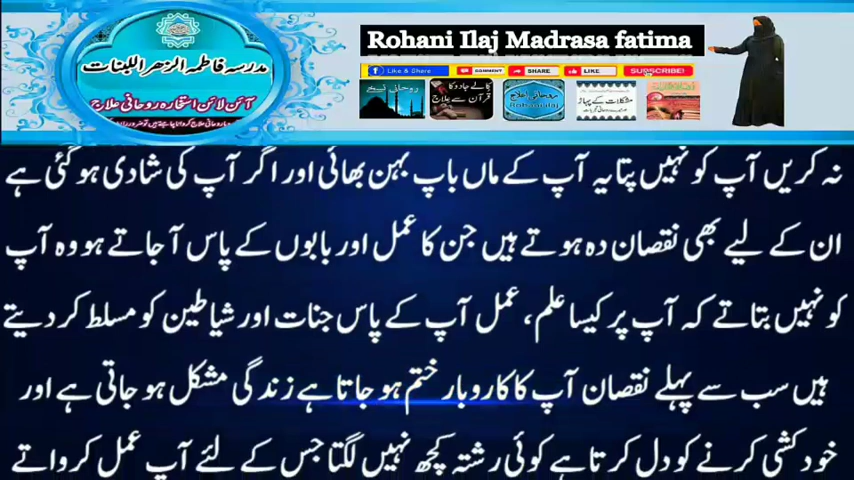 Rohani Ilaj Madrasa fatima
مدرسہ فاطمہ الزھرا للبنات
Like & Share
COMMENT
SHARE
LIKE
SUBSCRIBE!
آن لائن استخارہ روحانی علاج
نہ کریں آپ کو نہیں پتا یہ آپ کے ماں باپ بہن بھائی اور اگر آپ کی شادی ہو گئی ہے
ان کے لیے بھی نقصان دہ ہوتے ہیں جن کا عمل اور بابوں کے پاس آ جاتے ہو وہ آپ
کو نہیں بتاتے کہ آپ پر کیسا علم، عمل آپ کے پاس جنات اور شیاطین کو مسلط کر دیتے
ہیں سب سے پہلے نقصان آپ کا کاروبار ختم ہو جاتا ہے زندگی مشکل ہو جاتی ہے اور
خود کشی کرنے کو دل کرتا ہے کوئی رشتہ کچھ نہیں لگتا جس کے لئے آپ عمل کرواتے